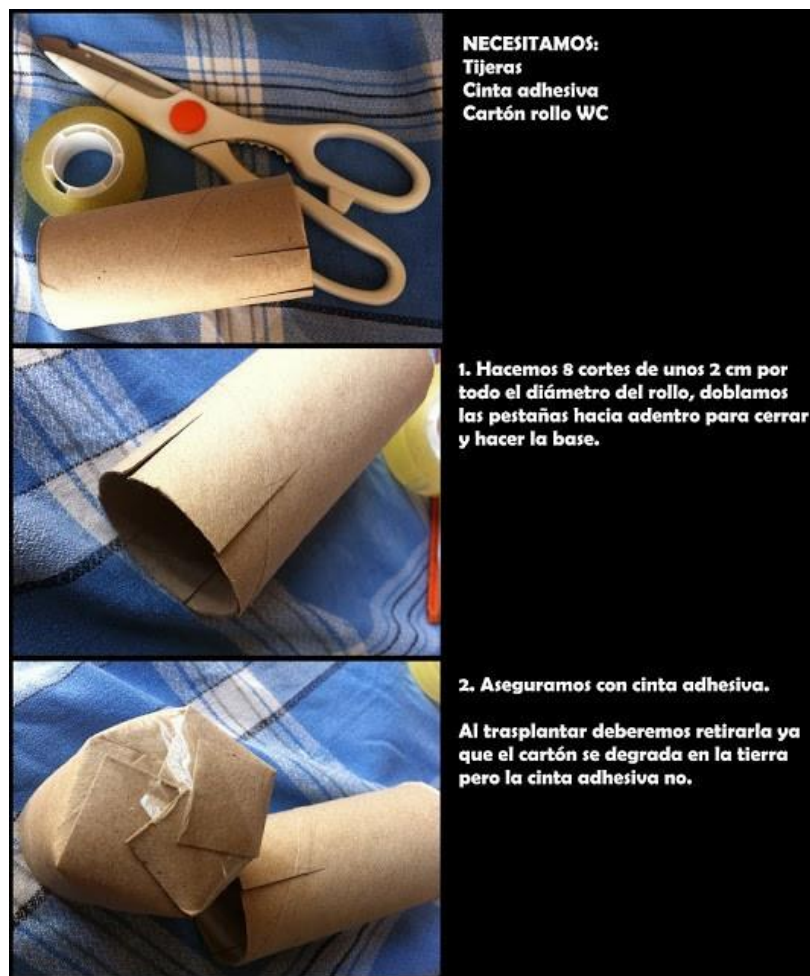 NECESITAMOS:
Tijeras
Cinta adhesiva
Cartón rollo WC
1. Hacemos 8 cortes de unos 2 cm por
todo el diámetro del rollo, doblamos
las pestañas hacia adentro para cerrar
y hacer la base.
2. Aseguramos con cinta adhesiva.
Al trasplantar deberemos retirarla ya
que el cartón se degrada en la tierra
pero la cinta adhesiva no.